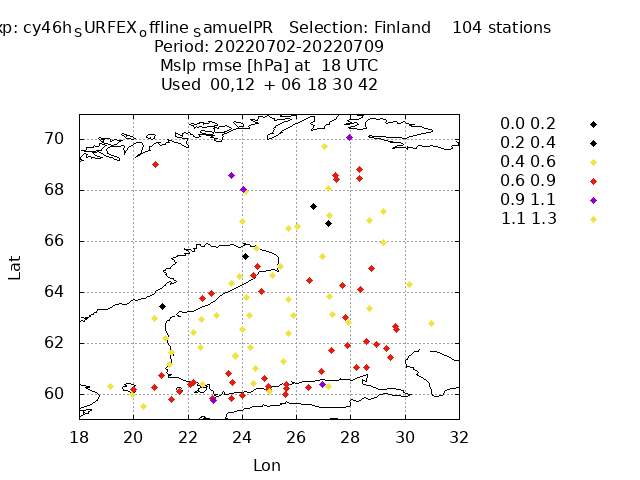 xp: cy46hSURFEXoffline SamuelPR Selection: Finland 104 stations
Period: 20220702-20220709
Mslp rmse [hPa] at 18 UTC
Used 00,12 + 06 18 30 42
0.0 0.2
0.2 0.4
0.4 0.6
0.6 0.9
0.9 1.1
1.1 1.3
70
68
66
64
62
60
Lat
18 20 22 24 26 28 30 32
Lon